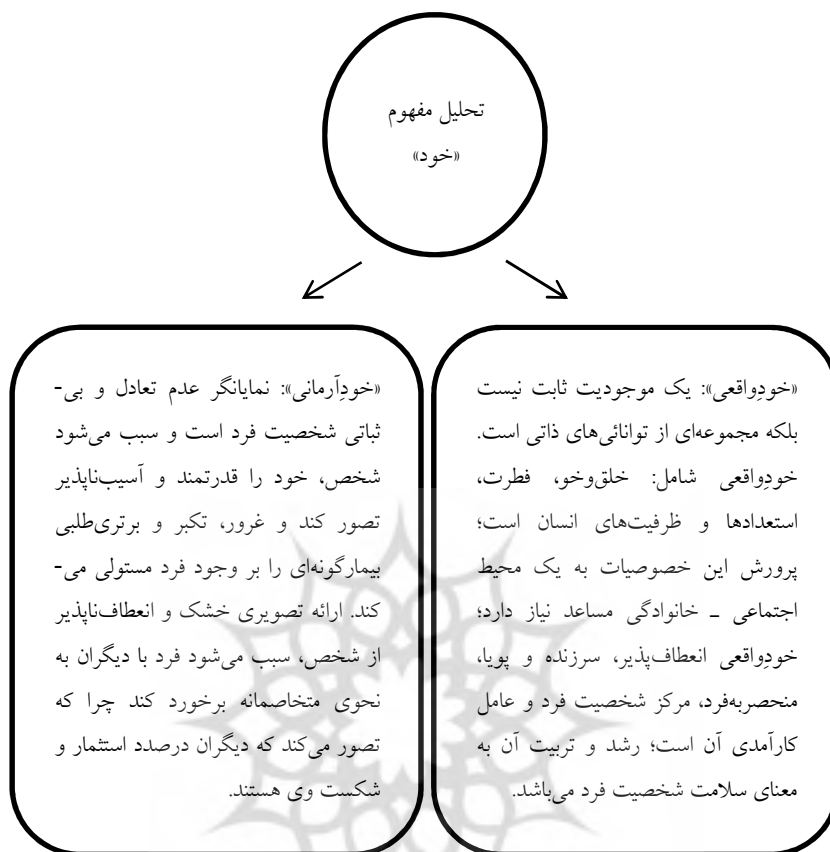 تحلیل مفهوم
«خود»
«خودِواقعی»: یک موجودیت ثابت نیست
بلکه مجموعه‌ای از توانائی‌های ذاتی است.
خودِواقعی شامل: خلق‌وخو، فطرت،
استعدادها و ظرفیت‌های انسان است؛
پرورش این خصوصیات به یک محیط
اجتماعی ـ خانوادگی مساعد نیاز دارد؛
خودِواقعی انعطاف‌پذیر، سرزنده و پویا،
منحصربه‌فرد، مرکز شخصیت فرد و عامل
کارآمدی آن است؛ رشد و تربیت آن به
معنای سلامت شخصیت فرد می‌باشد.
«خودِآرمانی»: نمایانگر عدم تعادل و بی-
ثباتی شخصیت فرد است و سبب می‌شود
شخص، خود را قدرتمند و آسیب‌ناپذیر
تصور کند و غرور، تکبر و برتری‌طلبی
بیمارگونه‌ای را بر وجود فرد مستولی می-
کند. ارائه تصویری خشک و انعطاف‌ناپذیر
از شخص، سبب می‌شود فرد با دیگران به
نحوی متخاصمانه برخورد کند چرا که
تصور می‌کند که دیگران درصدد استثمار و
شکست وی هستند.